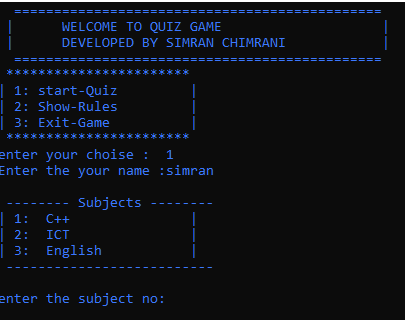 ==============================================
|      WELCOME TO QUIZ GAME                    |
|      DEVELOPED BY SIMRAN CHIMRANI            |
==============================================
***********************
| 1: start-Quiz         |
| 2: Show-Rules         |
| 3: Exit-Game          |
***********************
enter your choise :  1
Enter the your name :simran
-------- Subjects --------
| 1:  C++               |
| 2:  ICT               |
| 3:  English           |
--------------------------
enter the subject no: